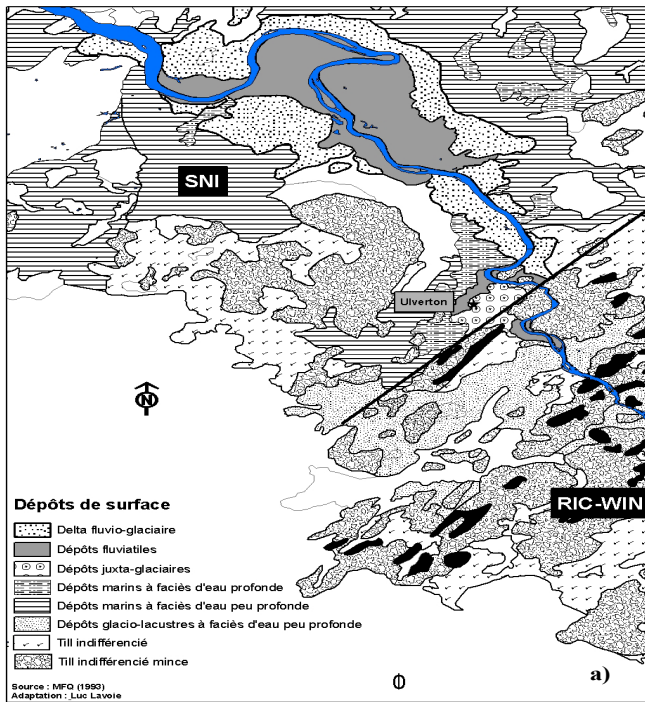 SNI
Ulverton
N
RIC-WIN
Dépôts de surface
Delta fluvio-glaciaire
Dépôts fluviatiles
Dépôts juxta-glaciaires
Dépôts marins à faciès d'eau profonde
Dépôts marins à faciès d'eau peu profonde
Dépôts glacio-lacustres à faciès d'eau peu profonde
Till indifférencié
Till indifférencié mince
Source : MFQ (1993)
Adaptation : Luc Lavoie
a)